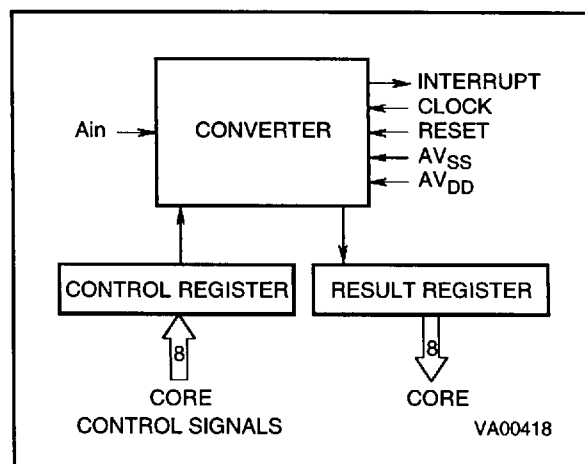 INTERRUPT
CLOCK
Ain
CONVERTER
RESET
AVSS
AVDD
CONTROL REGISTER
RESULT REGISTER
8
8
CORE
CORE
CONTROL SIGNALS
VA00418